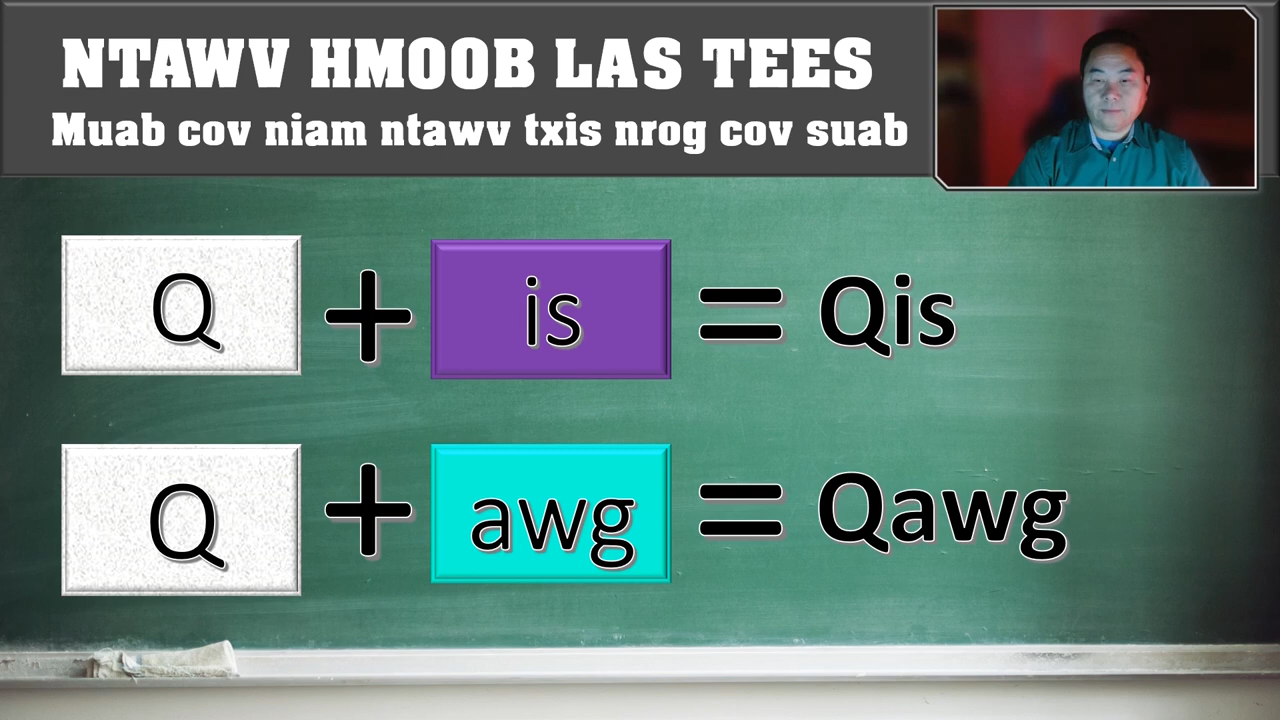 NTAWV HMOOB LAS TEES
Muab cov niam ntawv txis nrog cov suab
Q + is = Qis
Q + awg = Qawg